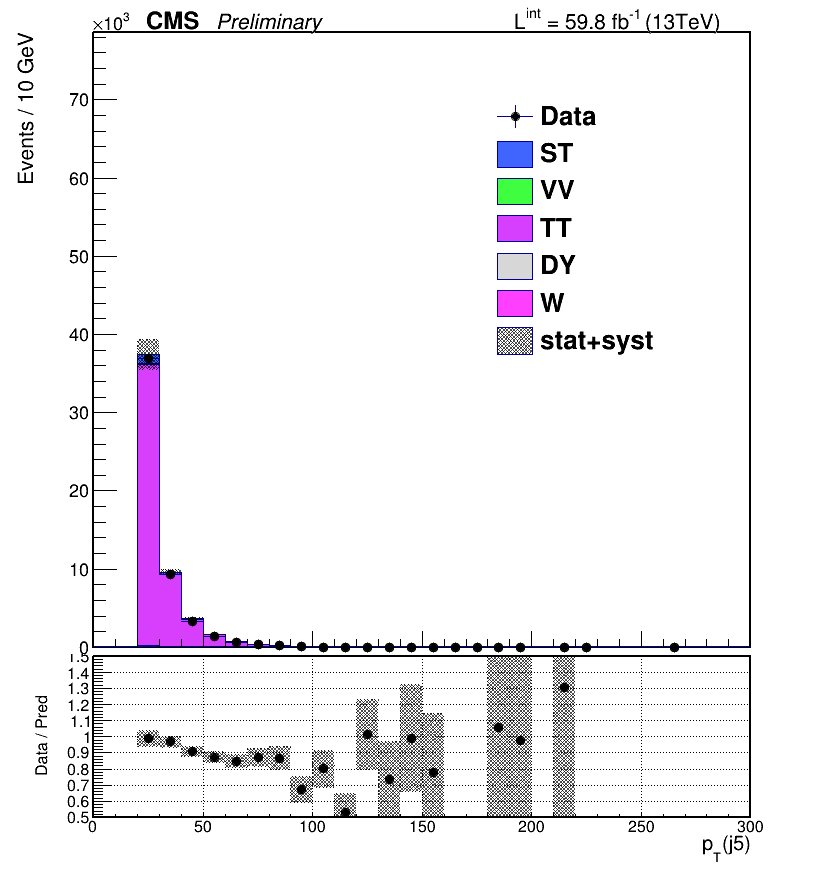 ×10³ CMS Preliminary L^int = 59.8 fb⁻¹ (13TeV)
Events / 10 GeV
70
60
50
40
30
20
10
0
Data
ST
VV
TT
DY
W
stat+syst
Data / Pred
1.5
1.4
1.3
1.2
1.1
1
0.9
0.8
0.7
0.6
0.5
0 50 100 150 200 250 300
p_T(j5)